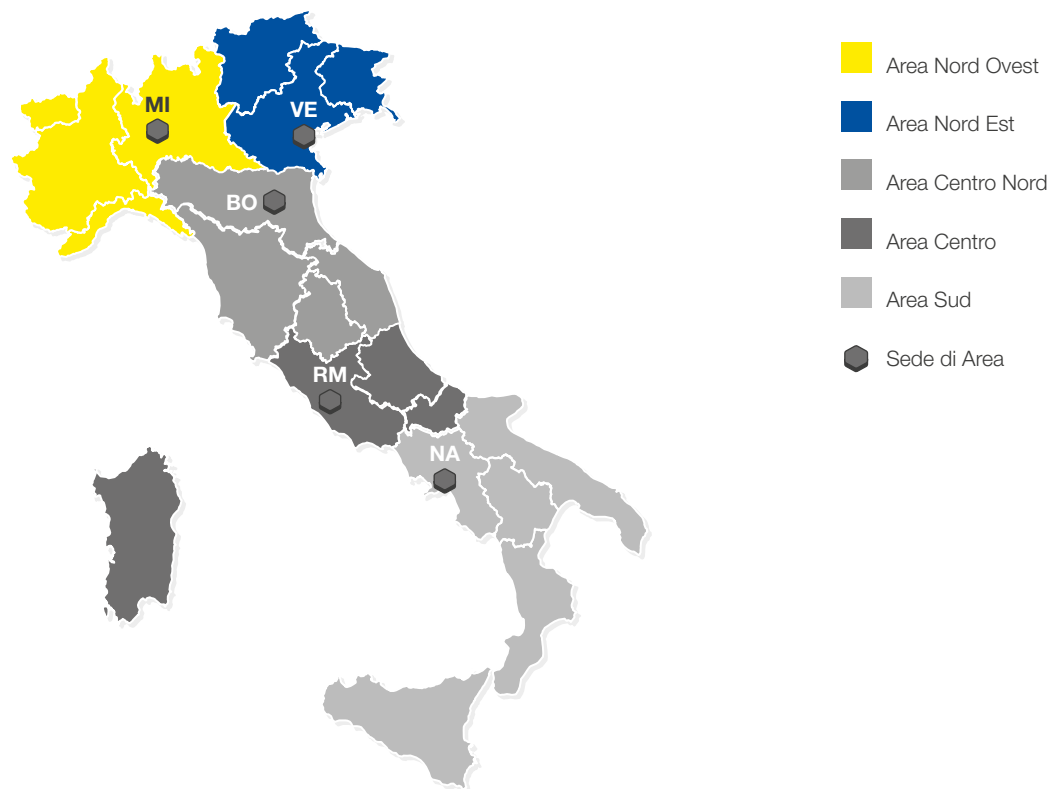 MI
VE
BO
RM
NA
Area Nord Ovest
Area Nord Est
Area Centro Nord
Area Centro
Area Sud
Sede di Area